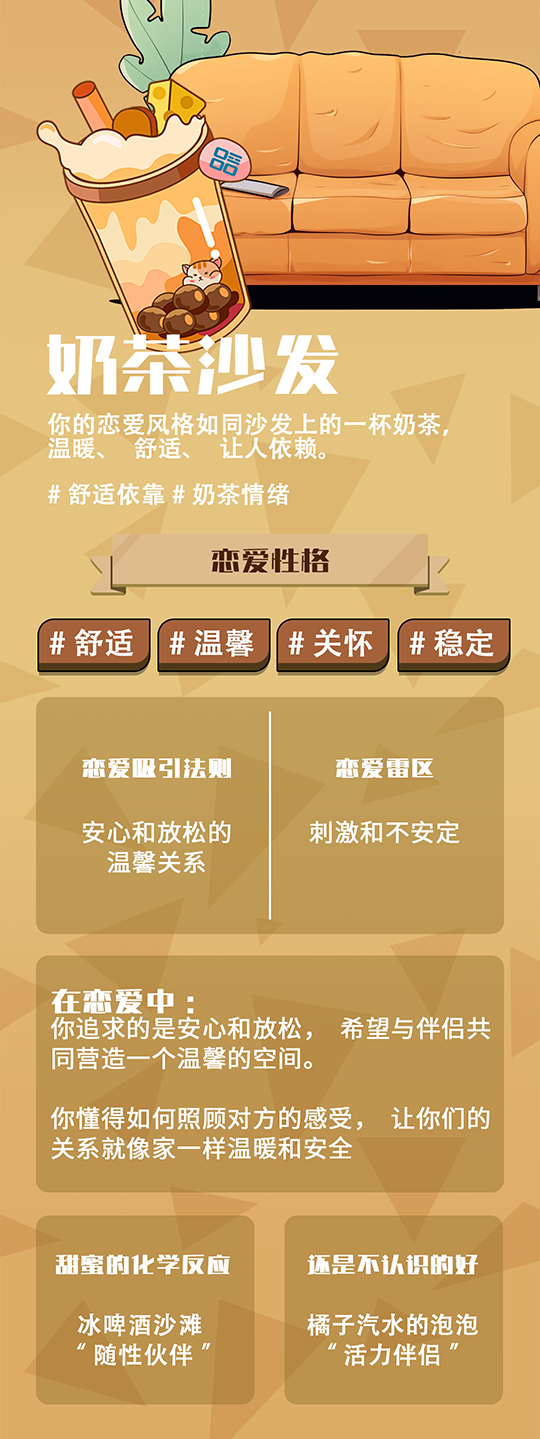 奶茶沙发
你的恋爱风格如同沙发上的一杯奶茶,
温暖、 舒适、 让人依赖。
# 舒适依靠 # 奶茶情绪
恋爱性格
# 舒适
# 温馨
# 关怀
# 稳定
恋爱吸引法则
安心和放松的
温馨关系
恋爱雷区
刺激和不安定
在恋爱中：
你追求的是安心和放松， 希望与伴侣共
同营造一个温馨的空间。
你懂得如何照顾对方的感受， 让你们的
关系就像家一样温暖和安全
甜蜜的化学反应
冰啤酒沙滩
“ 随性伙伴 ”
还是不认识的好
橘子汽水的泡泡
“ 活力伴侣 ”